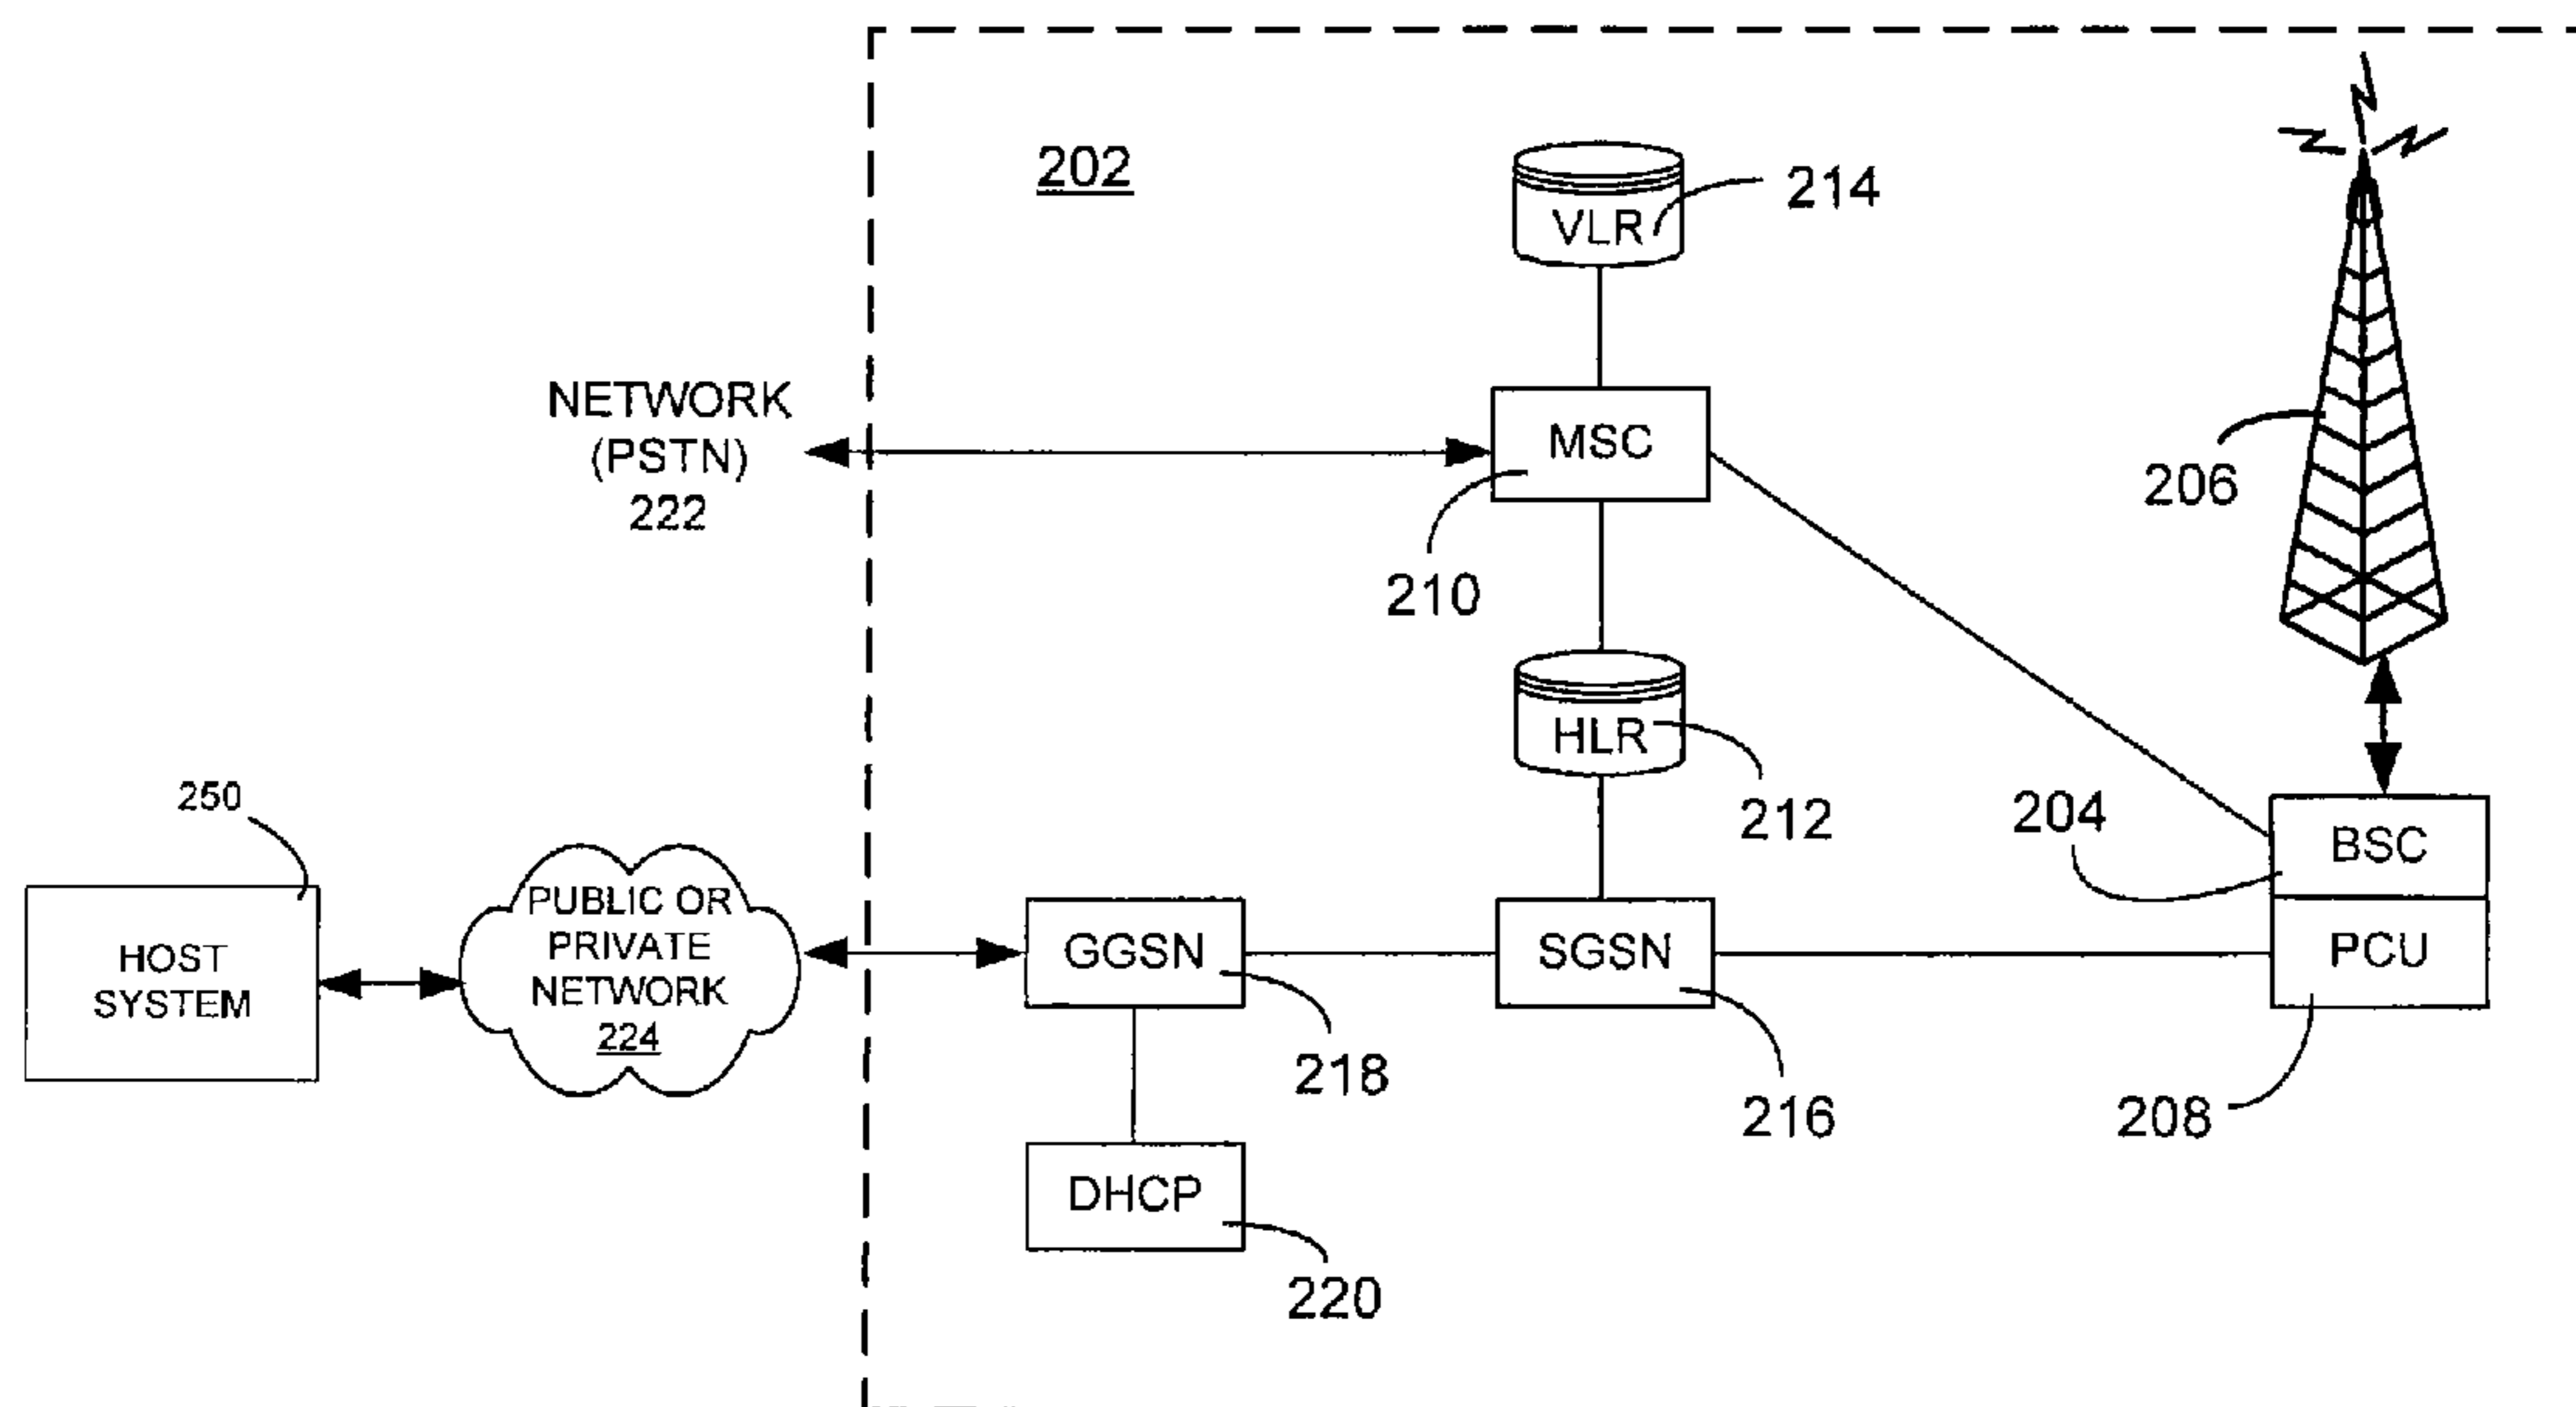 202
VLR
214
NETWORK
(PSTN)
222
MSC
210
206
HLR
212
250
204
BSC
HOST
SYSTEM
PUBLIC OR
PRIVATE
NETWORK
224
GGSN
218
SGSN
216
PCU
208
DHCP
220